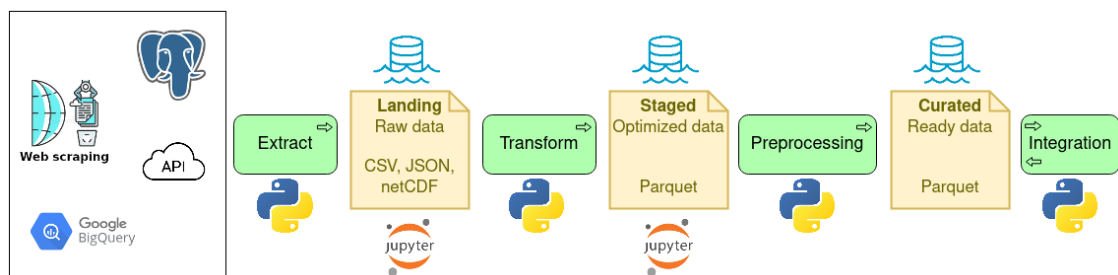 Web scraping
API
Google
BigQuery
Extract
Landing
Raw data
CSV, JSON,
netCDF
jupyter
Transform
Staged
Optimized data
Parquet
jupyter
Preprocessing
Curated
Ready data
Parquet
Integration